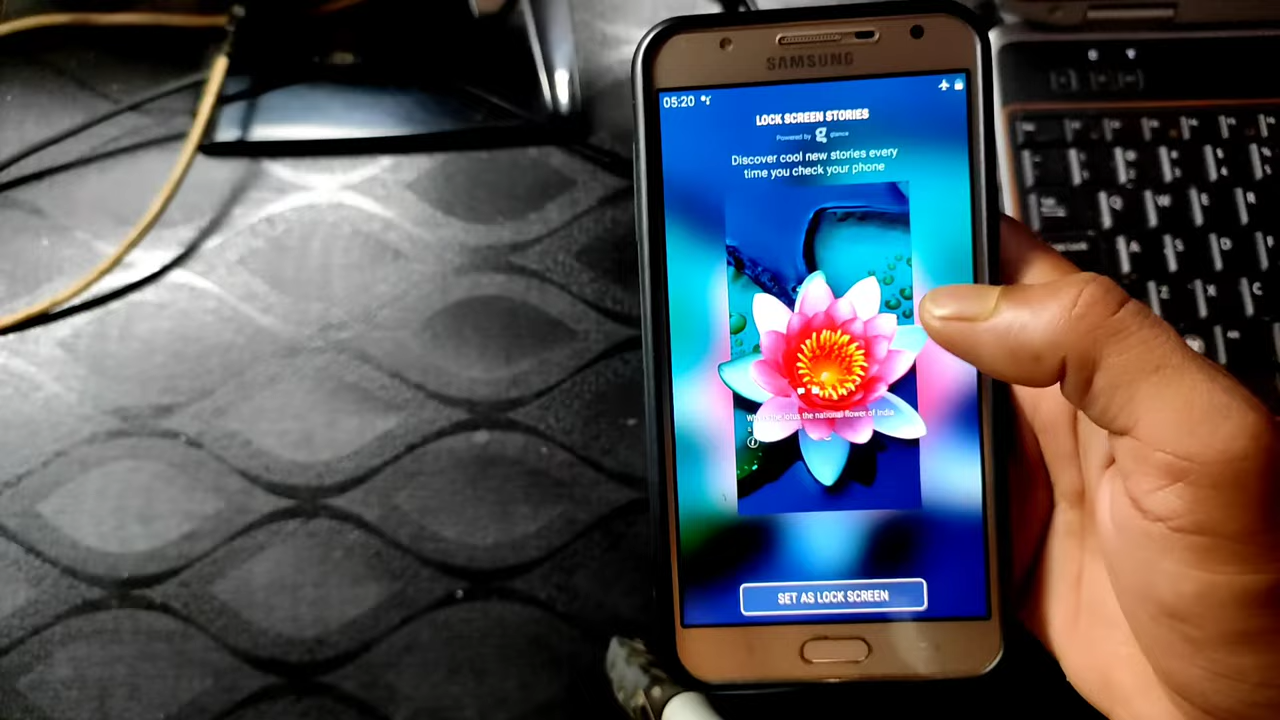 SAMSUNG
05:20
LOCK SCREEN STORIES
Powered by glance
Discover cool new stories every
time you check your phone
the lotus the national flower of India
SET AS LOCK SCREEN
Q W E R
A S D F
Z X C